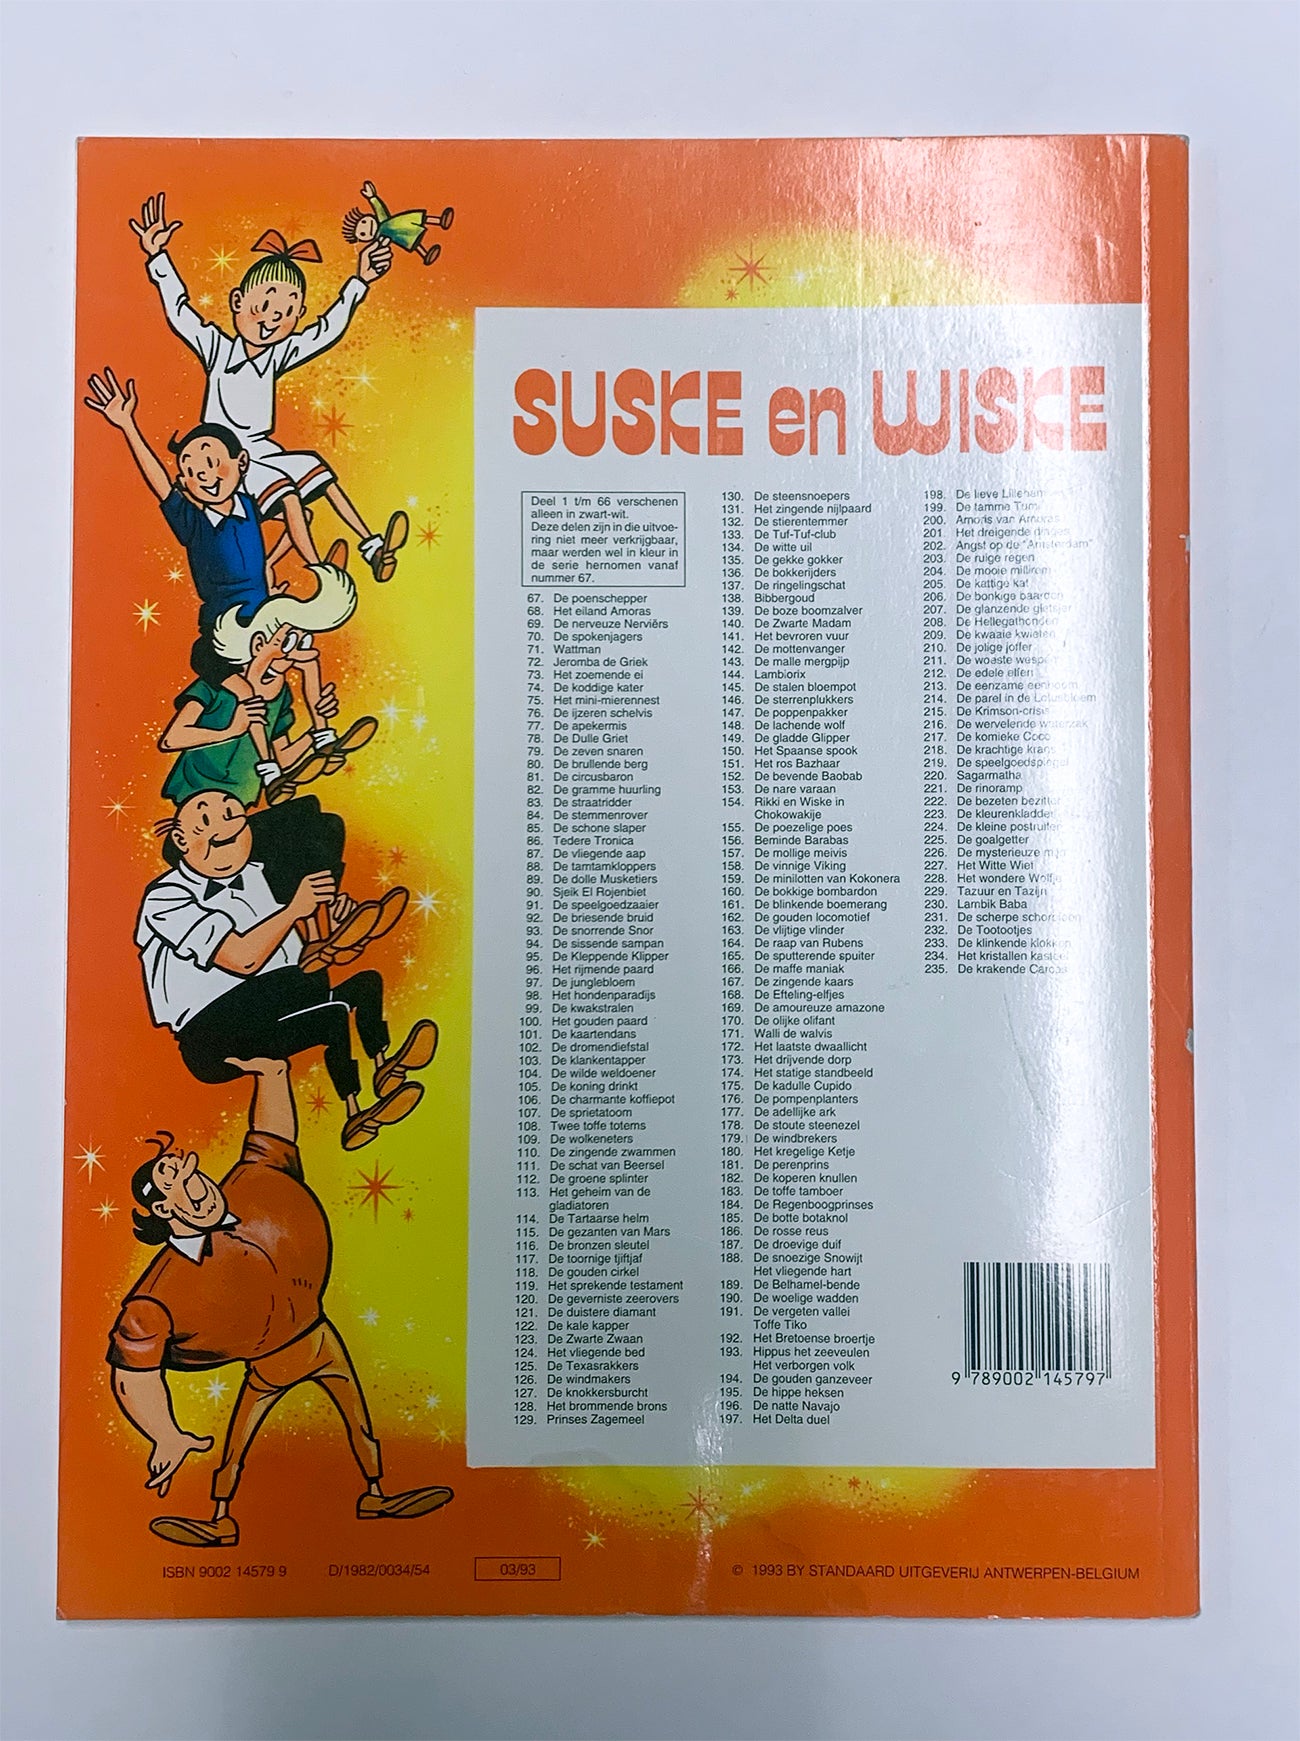 SUSKE en WISKE
Deel 1 t/m 66 verschenen
alleen in zwart-wit.
Deze delen zijn in die uitvoe-
ring niet meer verkrijgbaar,
maar werden wel in kleur in
de serie hernomen vanaf
nummer 67.
67. De poenschepper
68. Het eiland Amoras
69. De nerveuze Nerviërs
70. De spokenjagers
71. Wattman
72. Jeromba de Griek
73. Het zoemende ei
74. De koddige kater
75. Het mini-mierennest
76. De ijzeren schelvis
77. De apekermis
78. De Dulle Griet
79. De zeven snaren
80. De brullende berg
81. De circusbaron
82. De gramme huurling
83. De straatridder
84. De stemmenrover
85. De schone slaper
86. Tedere Tronica
87. De vliegende aap
88. De tamtamkloppers
89. De dolle Musketiers
90. Sjeik El Rojenbiet
91. De speelgoedzaaier
92. De briesende bruid
93. De snorrende Snor
94. De sissende sampan
95. De Kleppende Klipper
96. Het rijmende paard
97. De junglebloem
98. Het hondenparadijs
99. De kwakstralen
100. Het gouden paard
101. De kaartendans
102. De dromendiefstal
103. De klankentapper
104. De wilde weldoener
105. De koning drinkt
106. De charmante koffiepot
107. De sprietatoom
108. Twee toffe totems
109. De wolkeneters
110. De zingende zwammen
111. De schat van Beersel
112. De groene splinter
113. Het geheim van de
gladiatoren
114. De Tartaarse helm
115. De gezanten van Mars
116. De bronzen sleutel
117. De toornige tjiftjaf
118. De gouden cirkel
119. Het sprekende testament
120. De geverniste zeerovers
121. De duistere diamant
122. De kale kapper
123. De Zwarte Zwaan
124. Het vliegende bed
125. De Texasrakkers
126. De windmakers
127. De knokkersburcht
128. Het brommende brons
129. Prinses Zagemeel
130. De steensnoepers
131. Het zingende nijlpaard
132. De stierentemmer
133. De Tuf-Tuf-club
134. De witte uil
135. De gekke gokker
136. De bokkerijders
137. De ringelingschat
138. Bibbergoud
139. De boze boomzalver
140. De Zwarte Madam
141. Het bevroren vuur
142. De mottenvanger
143. De malle mergpijp
144. Lambiorix
145. De stalen bloempot
146. De sterrenplukkers
147. De poppenpakker
148. De lachende wolf
149. De gladde Glipper
150. Het Spaanse spook
151. Het ros Bazhaar
152. De bevende Baobab
153. De nare varaan
154. Rikki en Wiske in
Chokowakije
155. De poezelige poes
156. Beminde Barabas
157. De mollige meivis
158. De vinnige Viking
159. De minilotten van Kokonera
160. De bokkige bombardon
161. De blinkende boemerang
162. De gouden locomotief
163. De vlijtige vlinder
164. De raap van Rubens
165. De sputterende spuiter
166. De maffe maniak
167. De zingende kaars
168. De Efteling-elfjes
169. De amoureuze amazone
170. De olijke olifant
171. Walli de walvis
172. Het laatste dwaallicht
173. Het drijvende dorp
174. Het statige standbeeld
175. De kadulle Cupido
176. De pompenplanters
177. De adellijke ark
178. De stoute steenezel
179. De windbrekers
180. Het kregelige Ketje
181. De perenprins
182. De koperen knullen
183. De toffe tamboer
184. De Regenboogprinses
185. De botte botaknol
186. De rosse reus
187. De droevige duif
188. De snoezige Snowijt
Het vliegende hart
189. De Belhamel-bende
190. De woelige wadden
191. De vergeten vallei
Toffe Tiko
192. Het Bretoense broertje
193. Hippus het zeeveulen
Het verborgen volk
194. De gouden ganzeveer
195. De hippe heksen
196. De natte Navajo
197. Het Delta duel
198. De lieve Lilleham
199. De tamme Tumi
200. Amoris van Amoras
201. Het dreigende dinges
202. Angst op de "Amsterdam"
203. De ruige regen
204. De mooie millirem
205. De kattige kat
206. De bonkige baarden
207. De glanzende gletsjer
208. De Hellegathonden
209. De kwaaie kwieten
210. De jolige joffer
211. De woeste wespen
212. De edele elfen
213. De eenzame eenhoorn
214. De parel in de Lotusbloem
215. De Krimson-crisis
216. De wervelende waterzak
217. De komieke Coco
218. De krachtige krans
219. De speelgoedspiegel
220. Sagarmatha
221. De rinoramp
222. De bezeten bezitter
223. De kleurenkladder
224. De kleine postruiter
225. De goalgetter
226. De mysterieuze mijn
227. Het Witte Wief
228. Het wondere Wolfje
229. Tazuur en Tazijn
230. Lambik Baba
231. De scherpe schorpioen
232. De Tootootjes
233. De klinkende klokken
234. Het kristallen kasteel
235. De krakende Carcas
9 789002 145797
ISBN 9002 14579 9 D/1982/0034/54 03/93 © 1993 BY STANDAARD UITGEVERIJ ANTWERPEN-BELGIUM